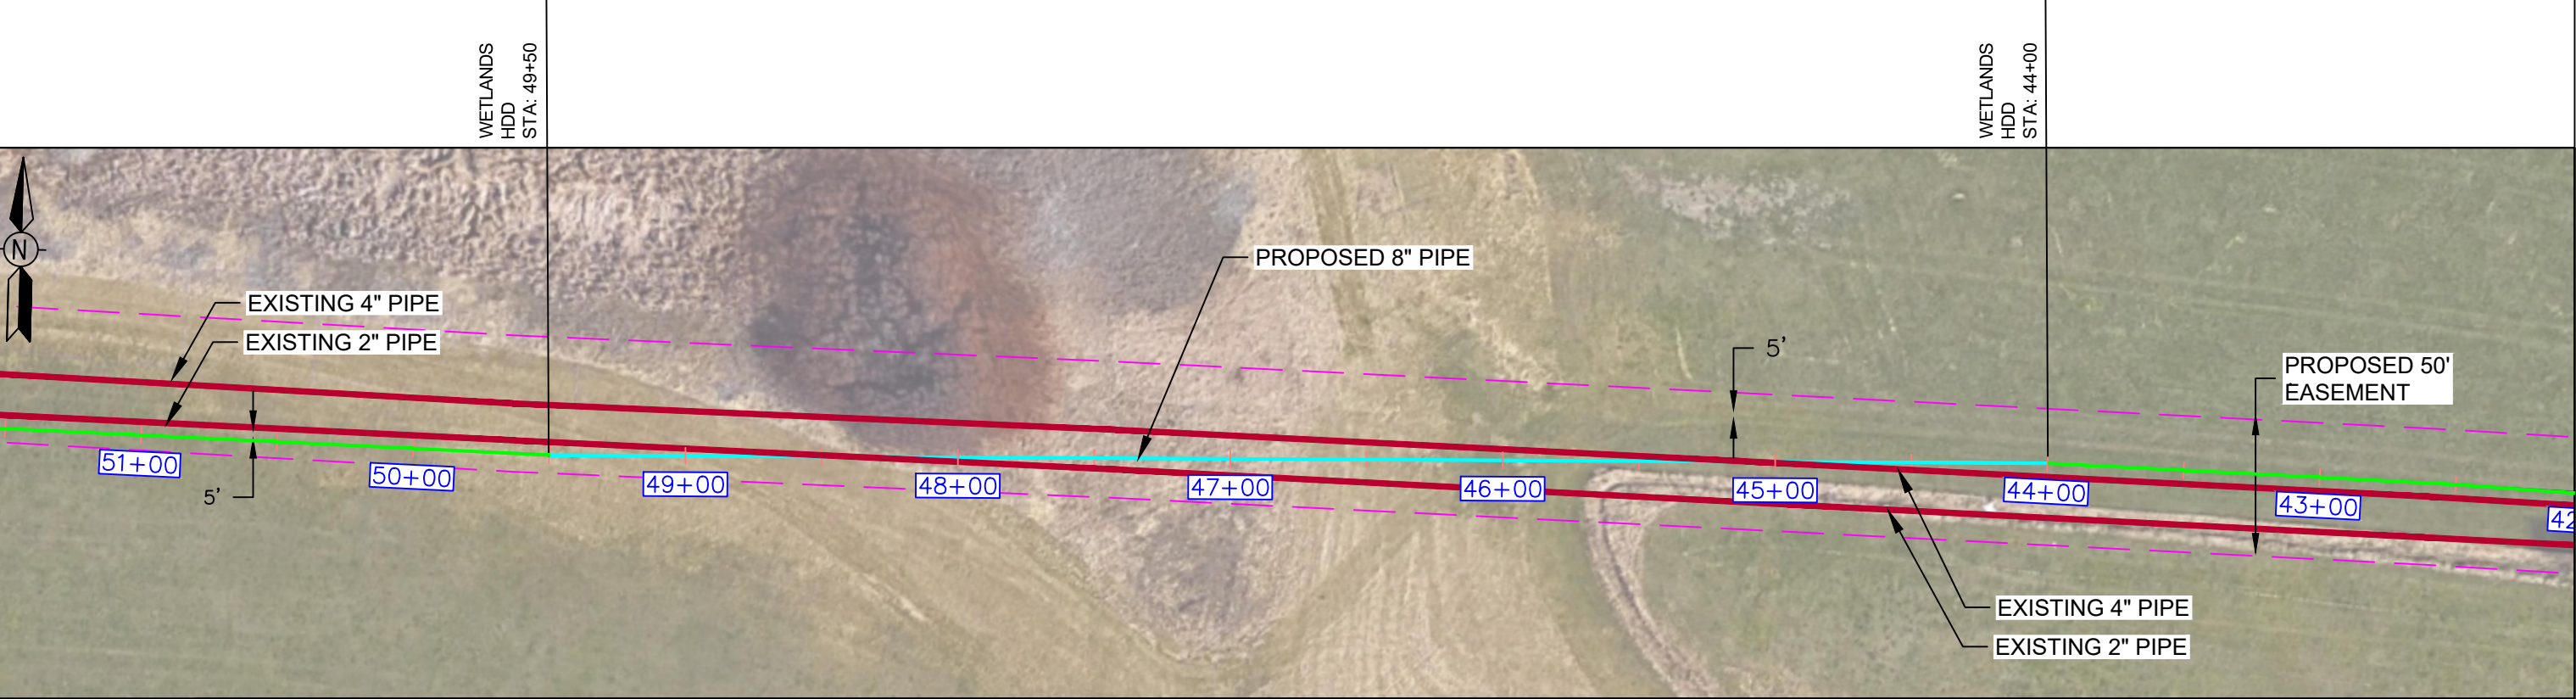 WETLANDS
HDD
STA: 49+50
WETLANDS
HDD
STA: 44+00
N
PROPOSED 8" PIPE
EXISTING 4" PIPE
EXISTING 2" PIPE
5'
PROPOSED 50'
EASEMENT
51+00
50+00
49+00
48+00
47+00
46+00
45+00
44+00
43+00
42
5'
EXISTING 4" PIPE
EXISTING 2" PIPE